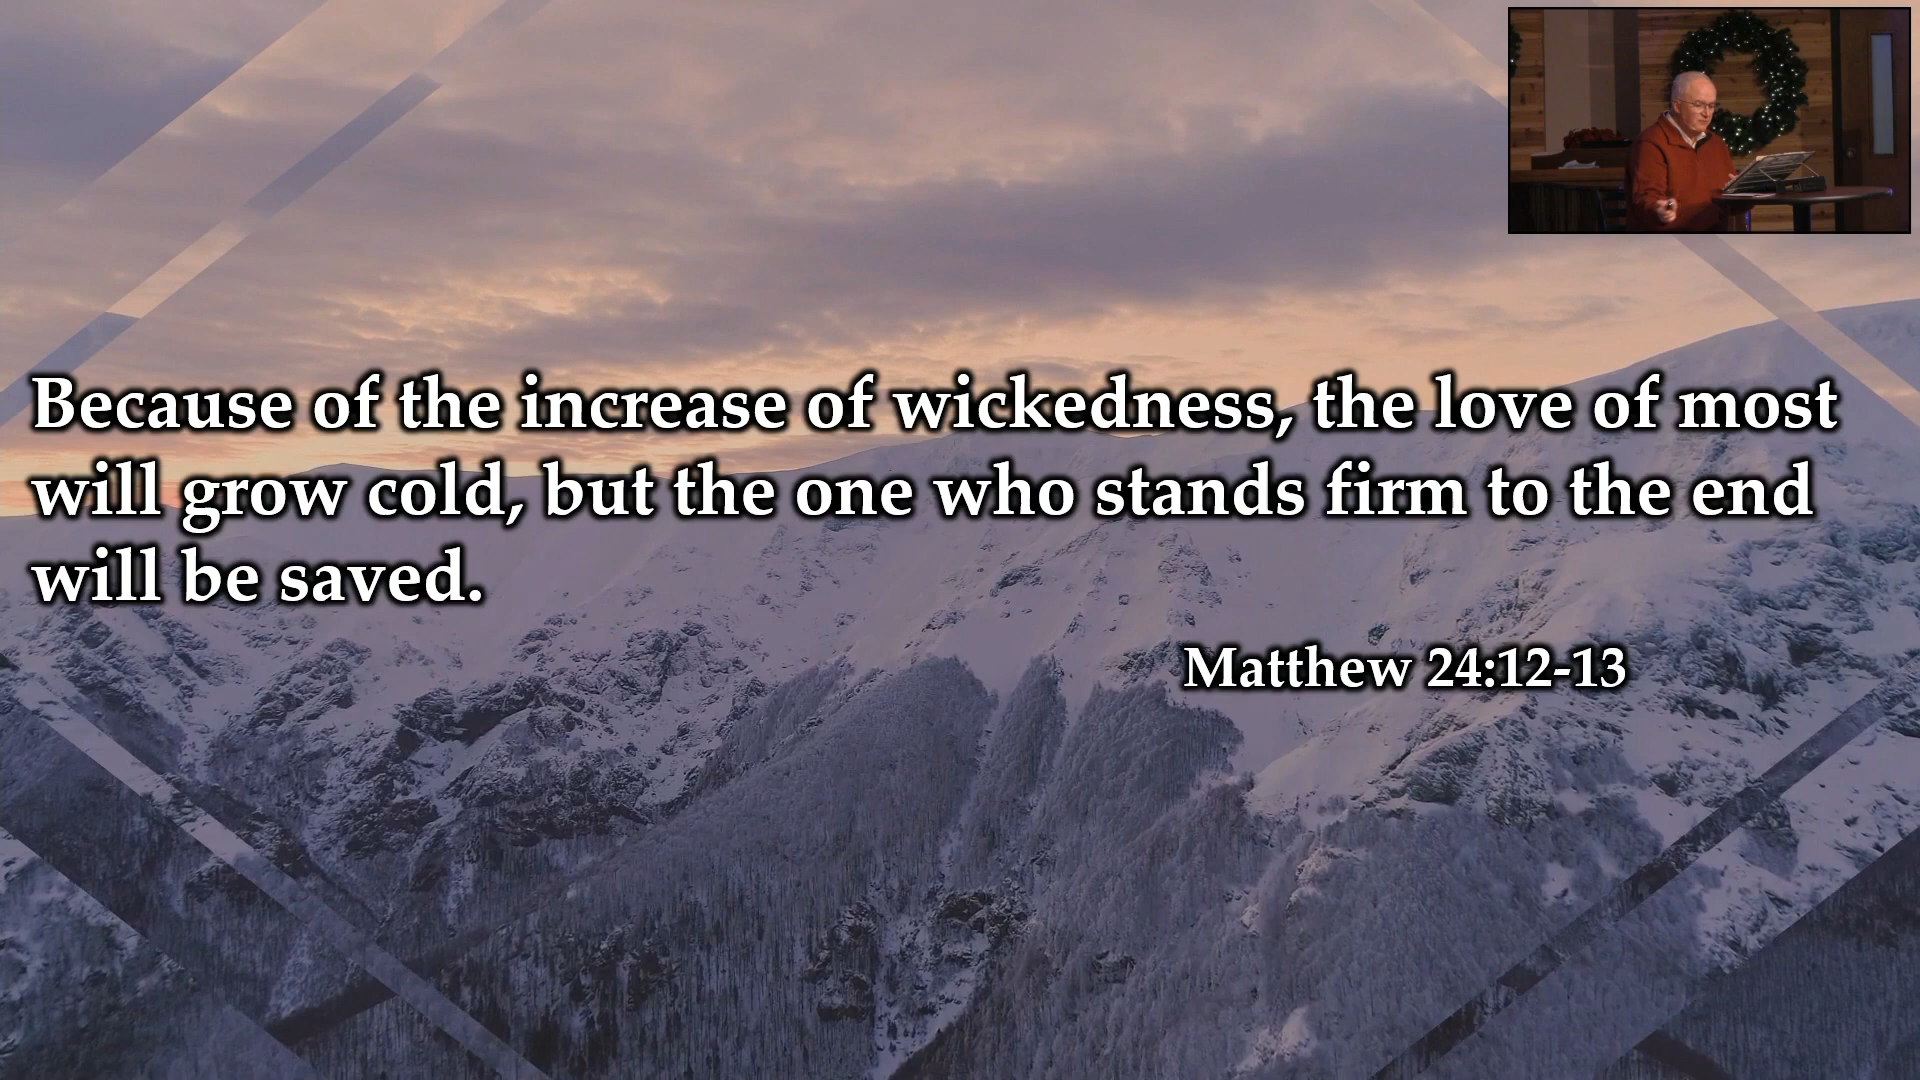 Because of the increase of wickedness, the love of most
will grow cold, but the one who stands firm to the end
will be saved.
Matthew 24:12-13